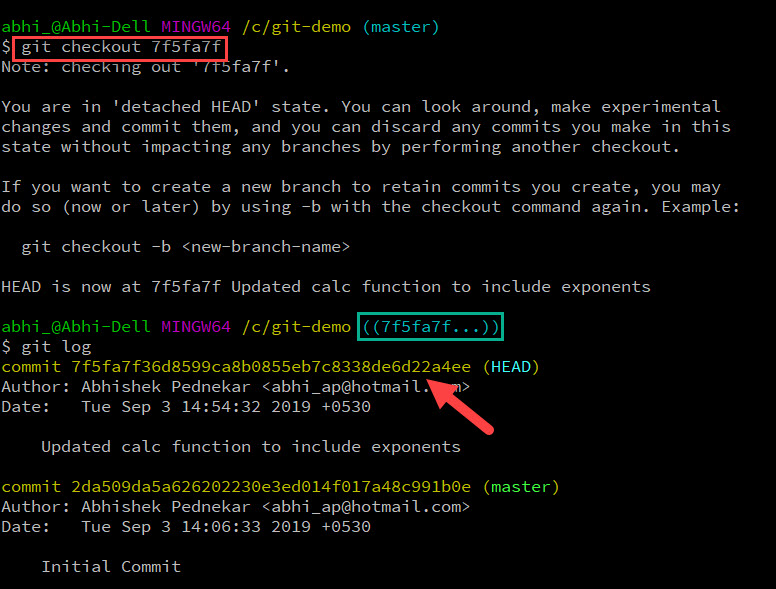 abhi_@Abhi-Dell MINGW64 /c/git-demo (master)
$ git checkout 7f5fa7f
Note: checking out '7f5fa7f'.
You are in 'detached HEAD' state. You can look around, make experimental
changes and commit them, and you can discard any commits you make in this
state without impacting any branches by performing another checkout.
If you want to create a new branch to retain commits you create, you may
do so (now or later) by using -b with the checkout command again. Example:
git checkout -b <new-branch-name>
HEAD is now at 7f5fa7f Updated calc function to include exponents
abhi_@Abhi-Dell MINGW64 /c/git-demo ((7f5fa7f...))
$ git log
commit 7f5fa7f36d8599ca8b0855eb7c8338de6d22a4ee (HEAD)
Author: Abhishek Pednekar <abhi_ap@hotmail.com>
Date:   Tue Sep 3 14:54:32 2019 +0530
Updated calc function to include exponents
commit 2da509da5a626202230e3ed014f017a48c991b0e (master)
Author: Abhishek Pednekar <abhi_ap@hotmail.com>
Date:   Tue Sep 3 14:06:33 2019 +0530
Initial Commit